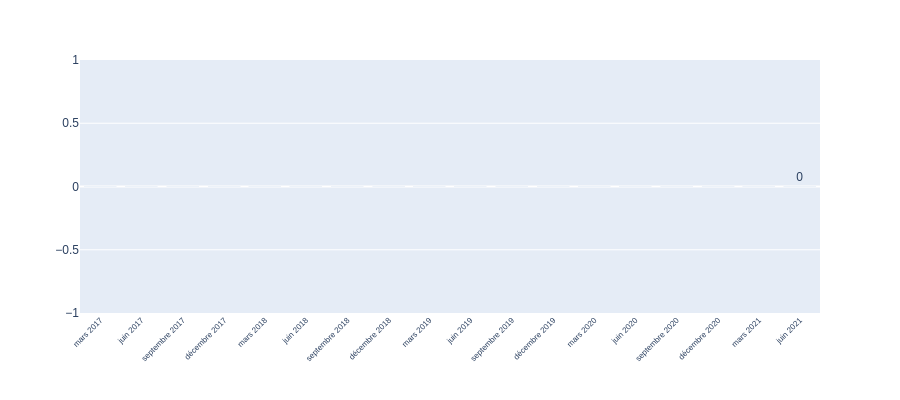 1
0.5
0
0
−0.5
−1
mars 2017
juin 2017
septembre 2017
décembre 2017
mars 2018
juin 2018
septembre 2018
décembre 2018
mars 2019
juin 2019
septembre 2019
décembre 2019
mars 2020
juin 2020
septembre 2020
décembre 2020
mars 2021
juin 2021